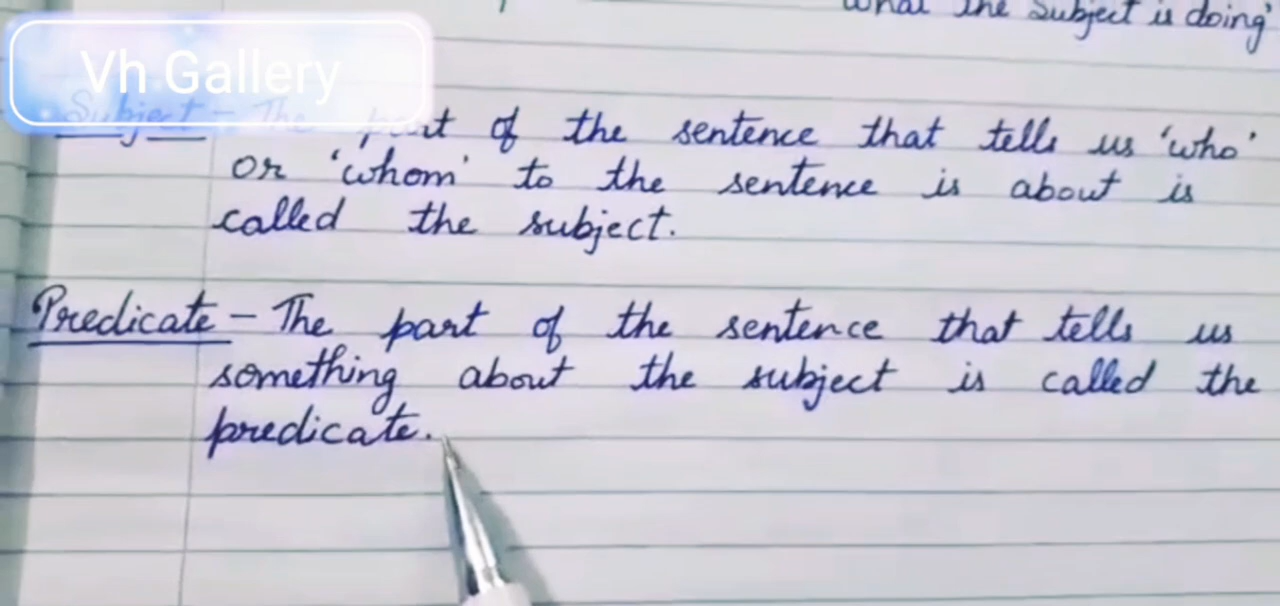 what the Subject is doing'
Vh Gallery
Subject - The part of the sentence that tells us 'who'
or 'whom' to the sentence is about is
called the subject.
Predicate - The part of the sentence that tells us
something about the subject is called the
predicate.